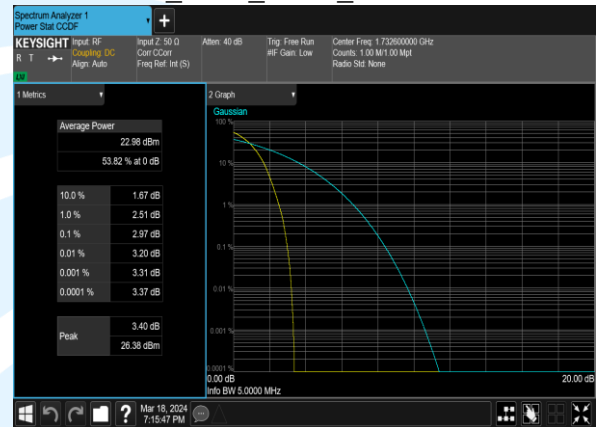 Spectrum Analyzer 1
Power Stat CCDF
+
KEYSIGHT Input: RF Input Z: 50 Ω Atten: 40 dB Trig: Free Run Center Freq: 1.732600000 GHz
R T Coupling: DC Corr CCorr #IF Gain: Low Counts: 1.00 M/1.00 Mpt
Align: Auto Freq Ref: Int (S) Radio Std: None
1 Metrics
Average Power
22.98 dBm
53.82 % at 0 dB
10.0 % 1.67 dB
1.0 % 2.51 dB
0.1 % 2.97 dB
0.01 % 3.20 dB
0.001 % 3.31 dB
0.0001 % 3.37 dB
Peak 3.40 dB
26.38 dBm
2 Graph
Gaussian
100 %
10 %
1 %
0.1 %
0.01 %
0.001 %
0.0001 %
0.00 dB 20.00 dB
Info BW 5.0000 MHz
? Mar 18, 2024
7:15:47 PM